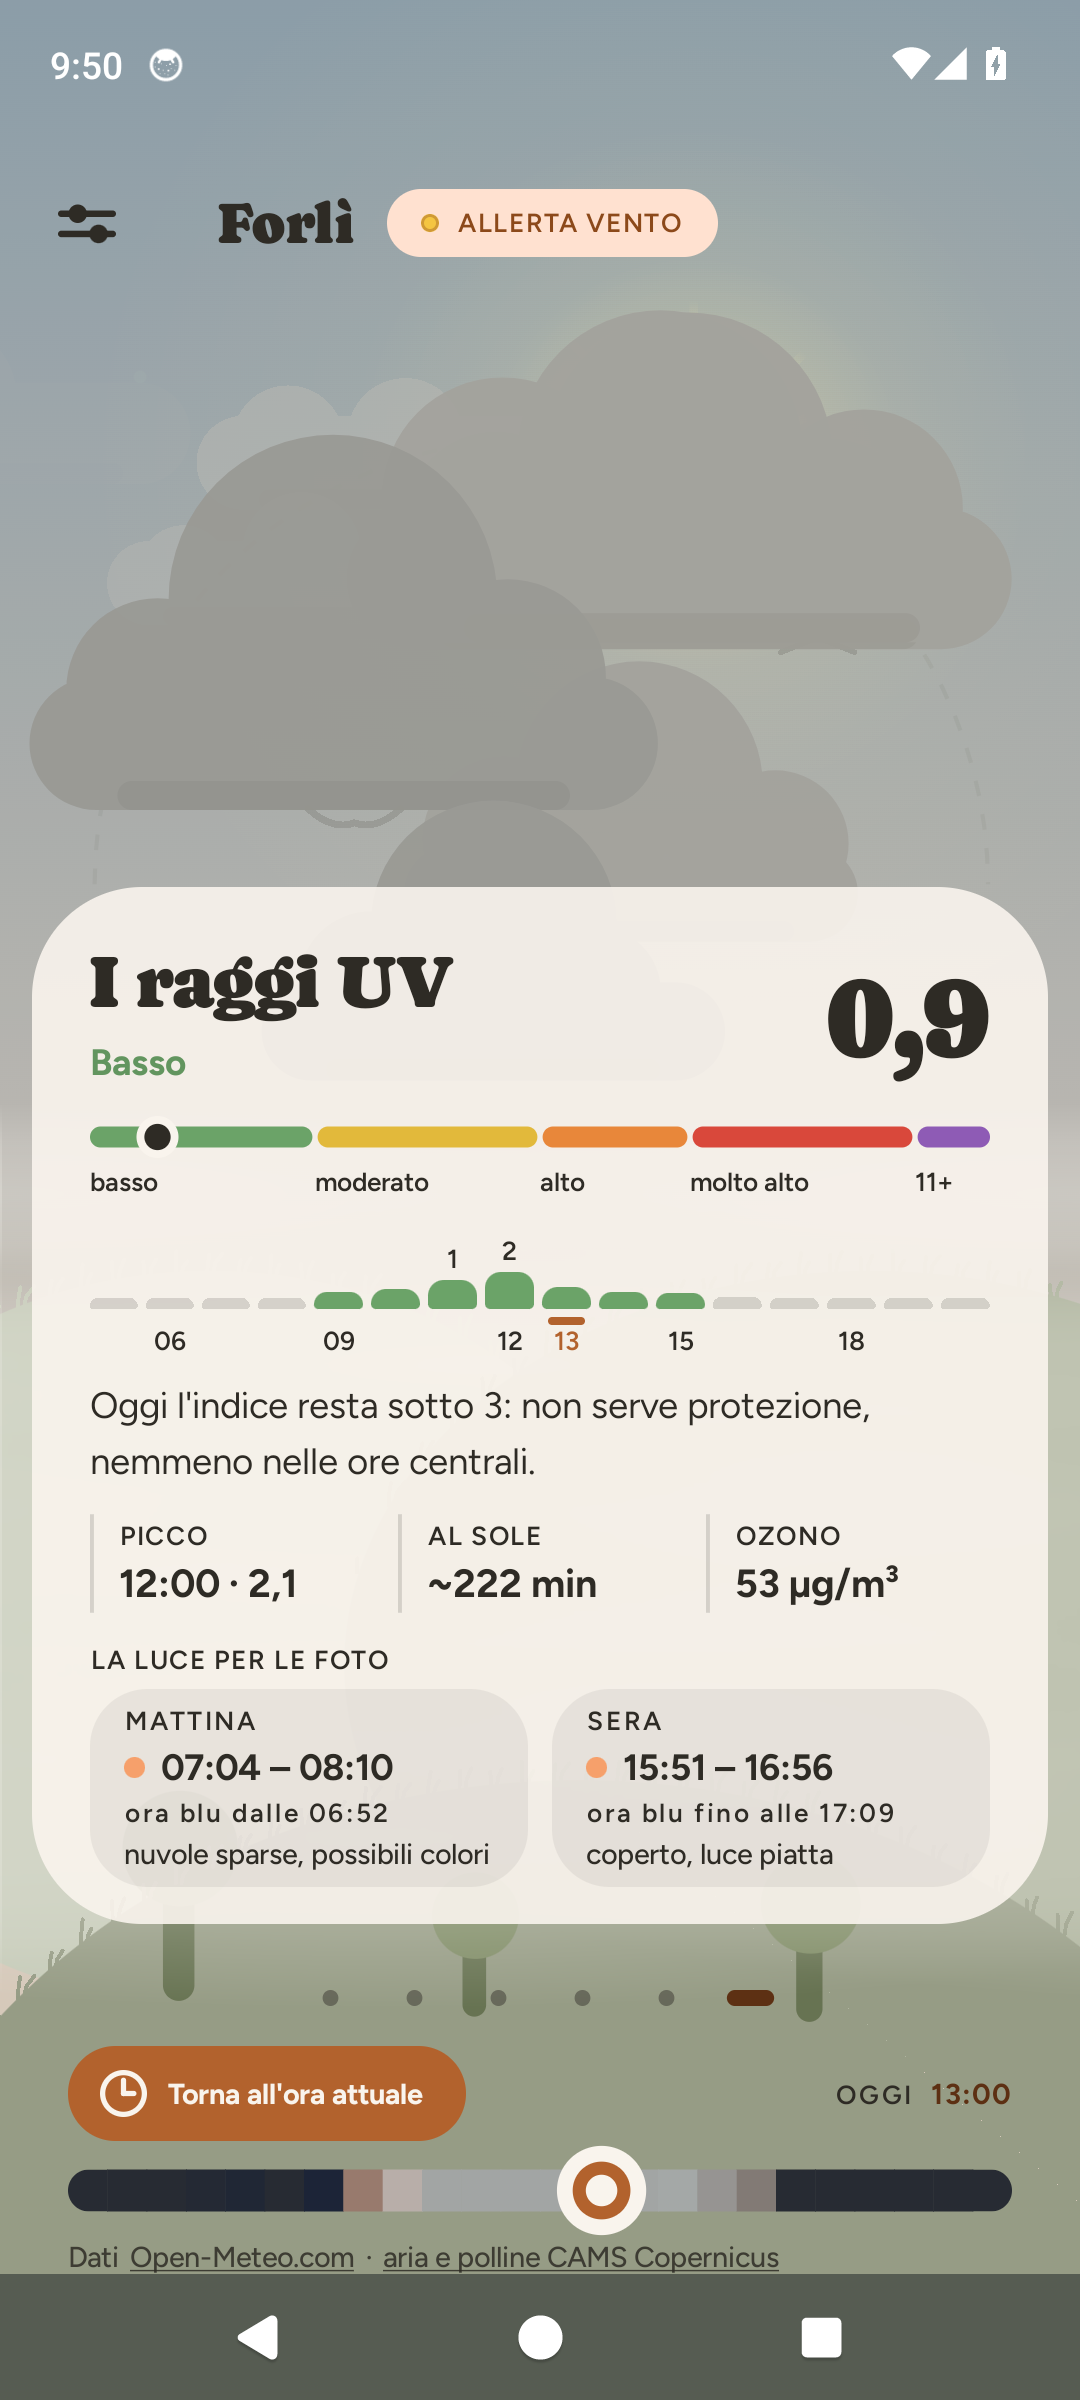 9:50
Forlì
ALLERTA VENTO
I raggi UV
0,9
Basso
basso moderato alto molto alto 11+
1 2
06 09 12 13 15 18
Oggi l'indice resta sotto 3: non serve protezione,
nemmeno nelle ore centrali.
PICCO AL SOLE OZONO
12:00 · 2,1 ~222 min 53 µg/m³
LA LUCE PER LE FOTO
MATTINA
07:04 – 08:10
ora blu dalle 06:52
nuvole sparse, possibili colori
SERA
15:51 – 16:56
ora blu fino alle 17:09
coperto, luce piatta
Torna all'ora attuale
OGGI 13:00
Dati Open-Meteo.com · aria e polline CAMS Copernicus